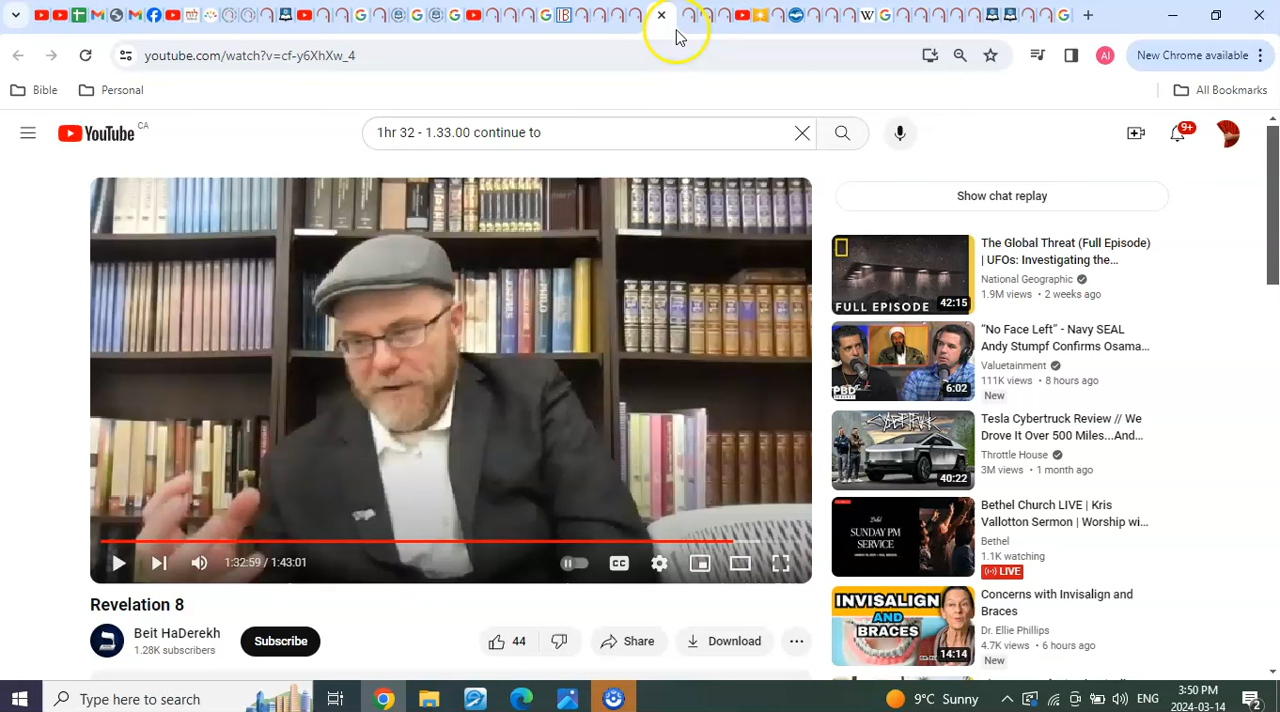 youtube.com/watch?v=cf-y6XhXw_4
New Chrome available
Bible
Personal
All Bookmarks
YouTube CA
1hr 32 - 1.33.00 continue to
9+
Show chat replay
The Global Threat (Full Episode)
| UFOs: Investigating the...
National Geographic
1.9M views • 2 weeks ago
FULL EPISODE
42:15
"No Face Left" - Navy SEAL
Andy Stumpf Confirms Osama...
Valuetainment
111K views • 8 hours ago
New
PBD
6:02
Tesla Cybertruck Review // We
Drove It Over 500 Miles...And...
Throttle House
3M views • 1 month ago
40:22
Bethel Church LIVE | Kris
Vallotton Sermon | Worship wi...
Bethel
1.1K watching
LIVE
SUNDAY PM
SERVICE
CC
1:32:59 / 1:43:01
Revelation 8
Beit HaDerekh
1.28K subscribers
Subscribe
44
Share
Download
Concerns with Invisalign and
Braces
Dr. Ellie Phillips
4.7K views • 6 hours ago
New
INVISALIGN
AND
BRACES
14:14
Type here to search
9°C Sunny
ENG
3:50 PM
2024-03-14
2